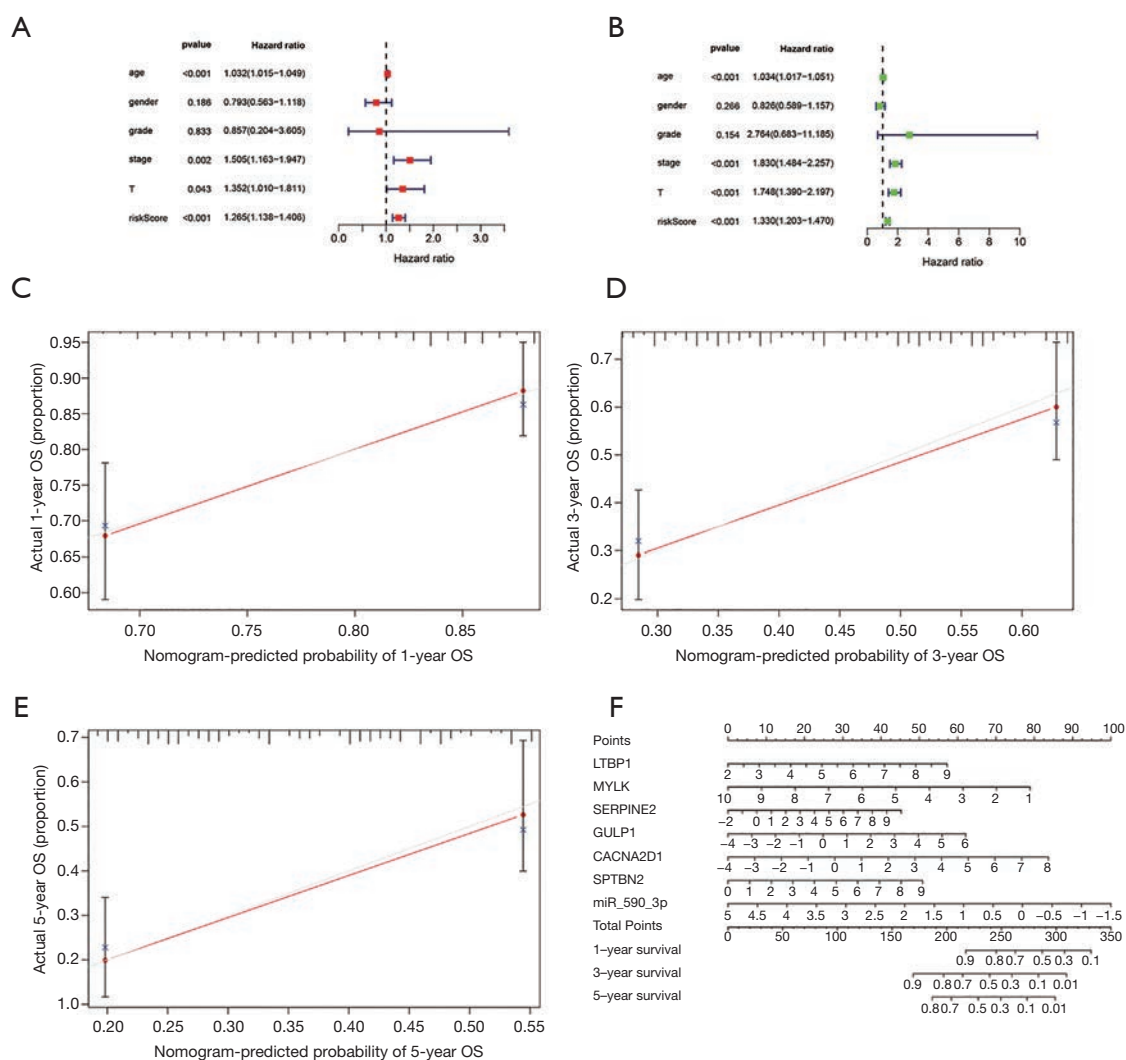 A
pvalue Hazard ratio
age <0.001 1.032(1.015−1.049)
gender 0.186 0.793(0.563−1.118)
grade 0.833 0.857(0.204−3.605)
stage 0.002 1.505(1.163−1.947)
T 0.043 1.352(1.010−1.811)
riskScore <0.001 1.265(1.138−1.406)
0.0 1.0 2.0 3.0
Hazard ratio
B
pvalue Hazard ratio
age <0.001 1.034(1.017−1.051)
gender 0.266 0.826(0.589−1.157)
grade 0.154 2.764(0.683−11.185)
stage <0.001 1.830(1.484−2.257)
T <0.001 1.748(1.390−2.197)
riskScore <0.001 1.330(1.203−1.470)
0 2 4 6 8 10
Hazard ratio
C
Actual 1-year OS (proportion)
0.95
0.90
0.85
0.80
0.75
0.70
0.65
0.60
0.70 0.75 0.80 0.85
Nomogram-predicted probability of 1-year OS
D
Actual 3-year OS (proportion)
0.7
0.6
0.5
0.4
0.3
0.2
0.30 0.35 0.40 0.45 0.50 0.55 0.60
Nomogram-predicted probability of 3-year OS
E
Actual 5-year OS (proportion)
0.7
0.6
0.5
0.3
0.2
1.0
0.20 0.25 0.30 0.35 0.40 0.45 0.50 0.55
Nomogram-predicted probability of 5-year OS
F
0 10 20 30 40 50 60 70 80 90 100
Points
LTBP1
2 3 4 5 6 7 8 9
MYLK
10 9 8 7 6 5 4 3 2 1
SERPINE2
−2 0 1 2 3 4 5 6 7 8 9
GULP1
−4 −3 −2 −1 0 1 2 3 4 5 6
CACNA2D1
−4 −3 −2 −1 0 1 2 3 4 5 6 7 8
SPTBN2
0 1 2 3 4 5 6 7 8 9
miR_590_3p
5 4.5 4 3.5 3 2.5 2 1.5 1 0.5 0 −0.5 −1 −1.5
Total Points
0 50 100 150 200 250 300 350
1−year survival
0.9 0.8 0.7 0.5 0.3 0.1
3−year survival
0.9 0.8 0.7 0.5 0.3 0.1 0.01
5−year survival
0.8 0.7 0.5 0.3 0.1 0.01